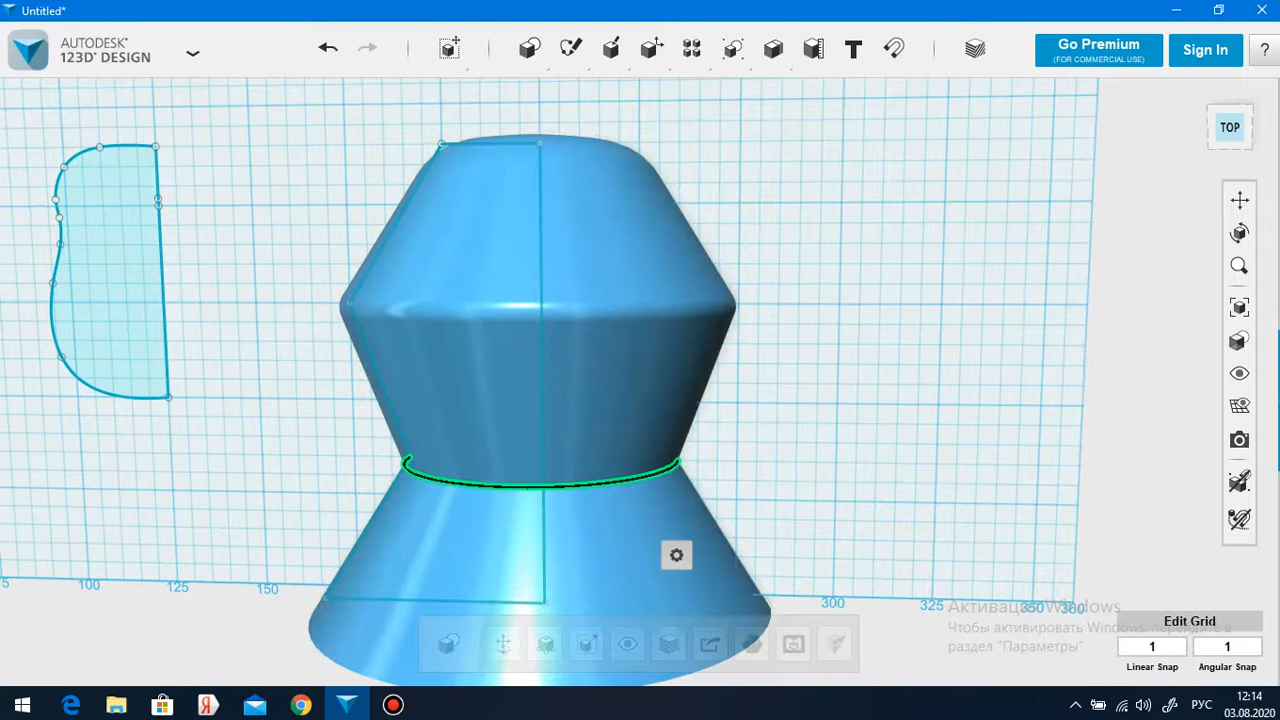 Untitled*
AUTODESK®
123D® DESIGN
Go Premium
(FOR COMMERCIAL USE)
Sign In
?
TOP
T
75
100
125
150
300
325
350
360
Активация Windows
Чтобы активировать Windows, перейдите в
раздел "Параметры"
Edit Grid
1
1
Linear Snap
Angular Snap
РУС
12:14
03.08.2020